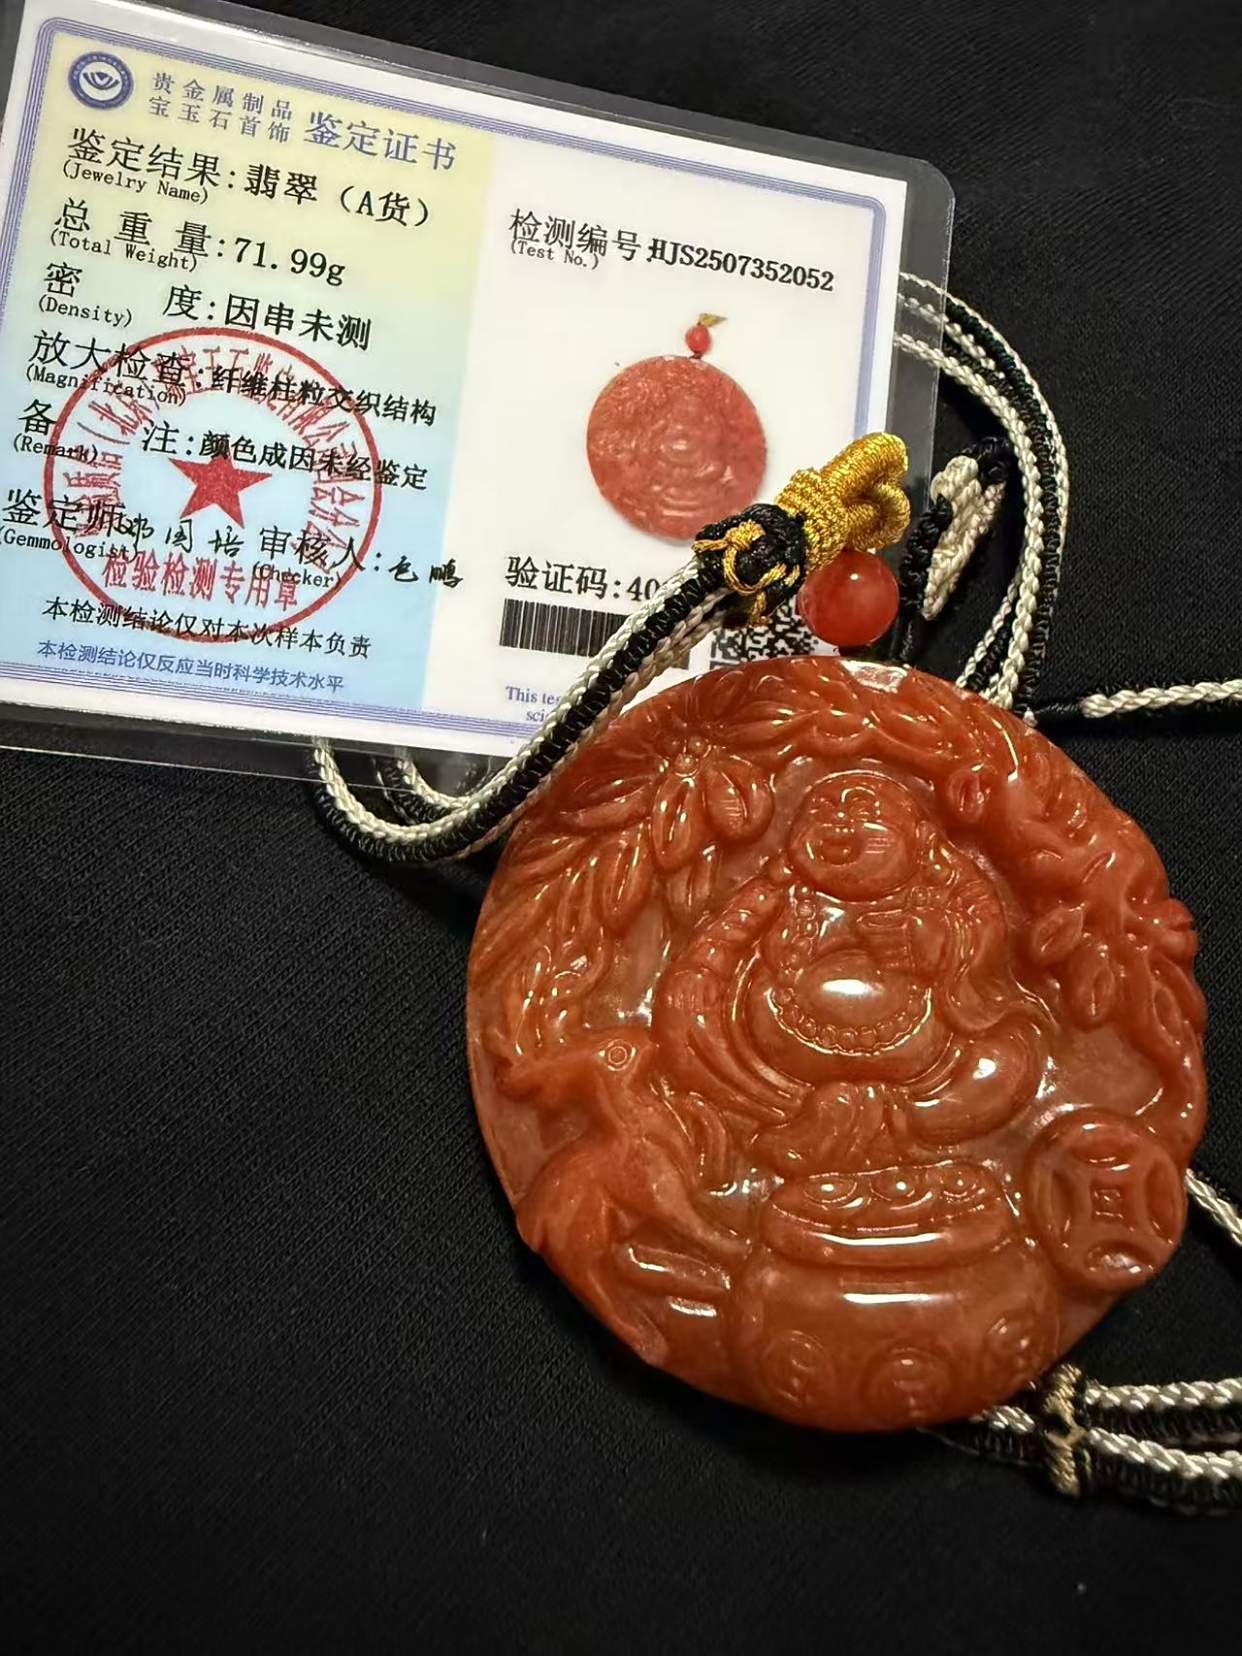 贵金属制品
宝玉石首饰 鉴定证书
鉴定结果:翡翠（A货）
(Jewelry Name)
总重量:71.99g
(Total Weight)
密度:因串未测
(Density)
放大检查:纤维柱粒交织结构
(Magnification)
备注:颜色成因未经鉴定
(Remark)
鉴定师 邓国培 审核人:包鹏
(Gemmologist) (Checker)
检验检测专用章
本检测结论仅对本次样本负责
本检测结论仅反应当时科学技术水平
检测编号:HJS2507352052
(Test No.)
验证码:40
This